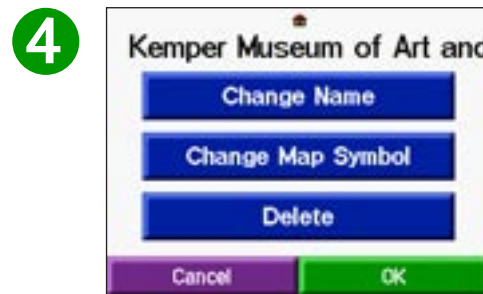 4
Kemper Museum of Art and
Change Name
Change Map Symbol
Delete
Cancel OK